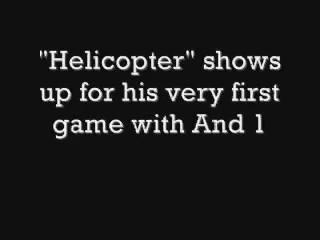 "Helicopter" shows
up for his very first
game with And 1